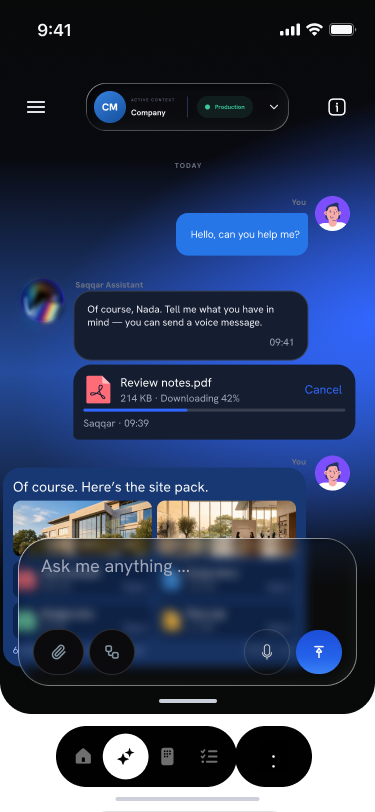 9:41
CM
ACTIVE CONTEXT
Company
Production
TODAY
You
Hello, can you help me?
Saqqar Assistant
Of course, Nada. Tell me what you have in
mind — you can send a voice message.
09:41
Review notes.pdf
214 KB · Downloading 42%
Cancel
Saqqar · 09:39
You
Of course. Here’s the site pack.
Ask me anything ...